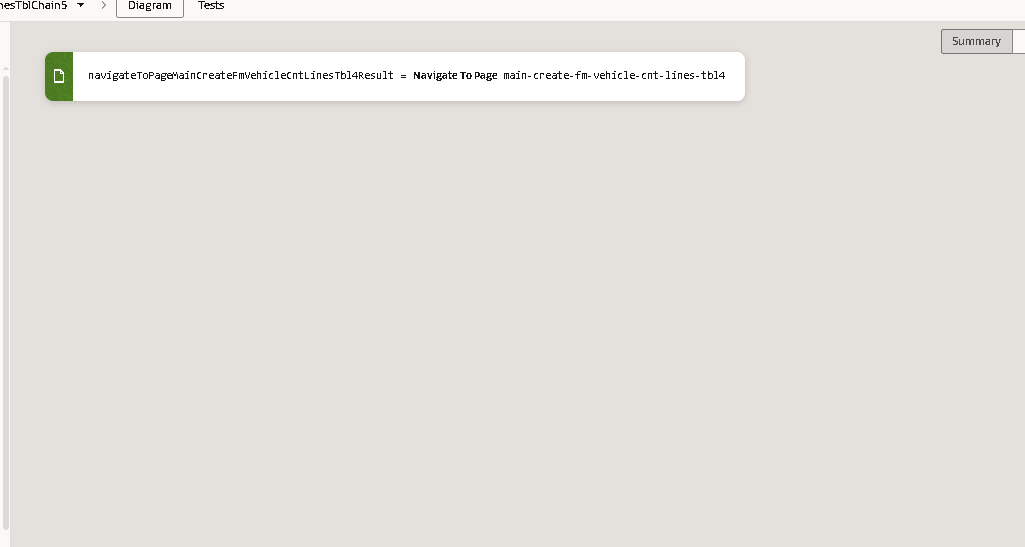 nesTblChain5
Diagram
Tests
Summary
navigateToPageMainCreateFmVehicleCntLinesTbl4Result = Navigate To Page main-create-fm-vehicle-cnt-lines-tbl4